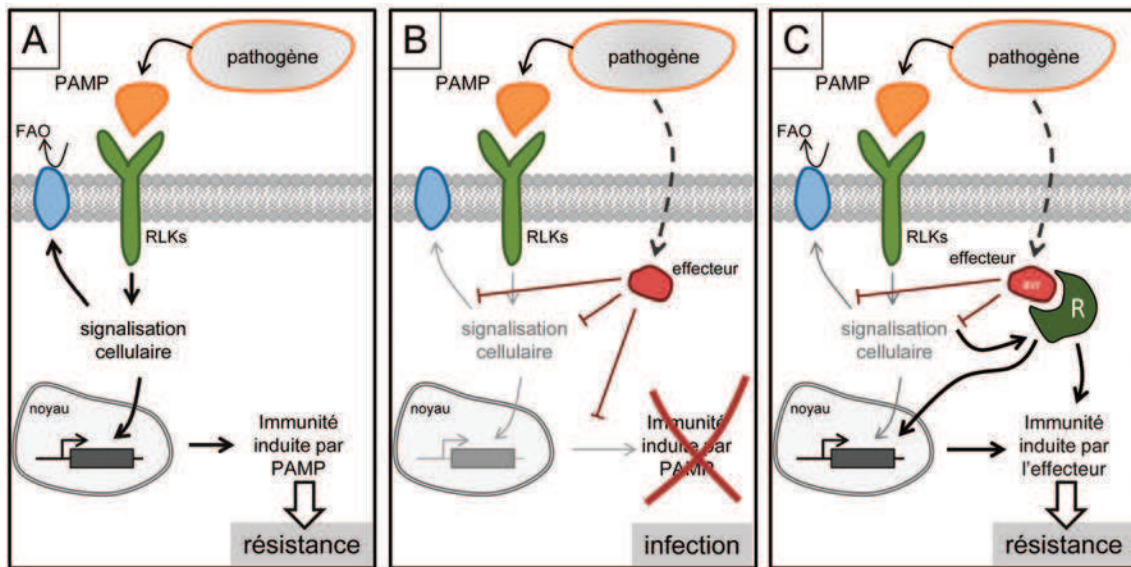 A
pathogène
PAMP
FAO
RLKs
signalisation
cellulaire
noyau
Immunité
induite par
PAMP
résistance
B
pathogène
PAMP
RLKs
effecteur
signalisation
cellulaire
noyau
Immunité
induite par
PAMP
infection
C
pathogène
PAMP
FAO
RLKs
effecteur
avr
R
signalisation
cellulaire
noyau
Immunité
induite par
l'effecteur
résistance